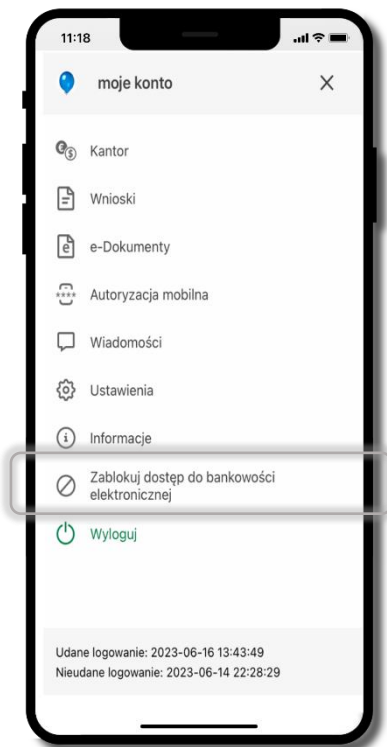 11:18
moje konto
Kantor
Wnioski
e-Dokumenty
Autoryzacja mobilna
Wiadomości
Ustawienia
Informacje
Zablokuj dostęp do bankowości
elektronicznej
Wyloguj
Udane logowanie: 2023-06-16 13:43:49
Nieudane logowanie: 2023-06-14 22:28:29